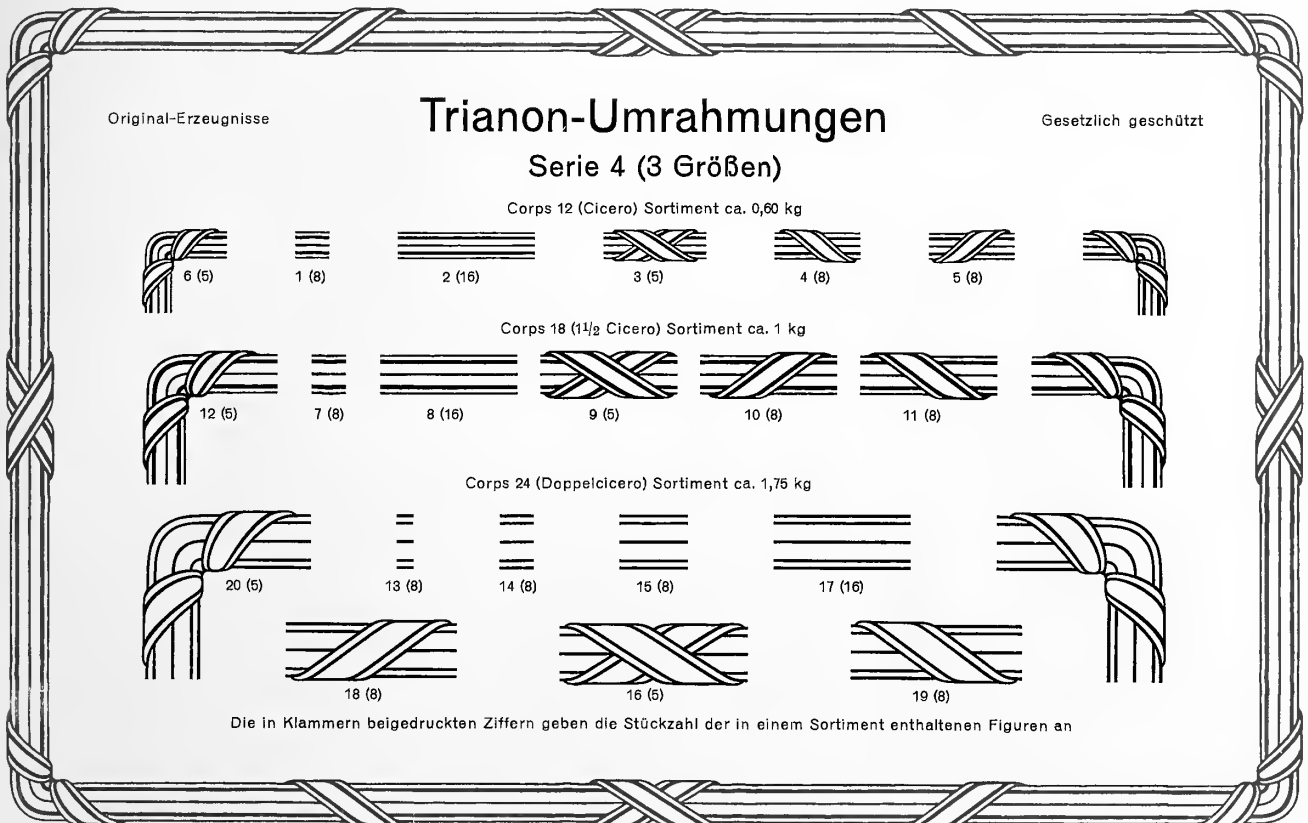 Original-Erzeugnisse
Trianon-Umrahmungen
Gesetzlich geschützt
Serie 4 (3 Größen)
Corps 12 (Cicero) Sortiment ca. 0,60 kg
6 (5) 1 (8) 2 (16) 3 (5) 4 (8) 5 (8)
Corps 18 (1 1/2 Cicero) Sortiment ca. 1 kg
12 (5) 7 (8) 8 (16) 9 (5) 10 (8) 11 (8)
Corps 24 (Doppelcicero) Sortiment ca. 1,75 kg
20 (5) 13 (8) 14 (8) 15 (8) 17 (16)
18 (8) 16 (5) 19 (8)
Die in Klammern beigedruckten Ziffern geben die Stückzahl der in einem Sortiment enthaltenen Figuren an